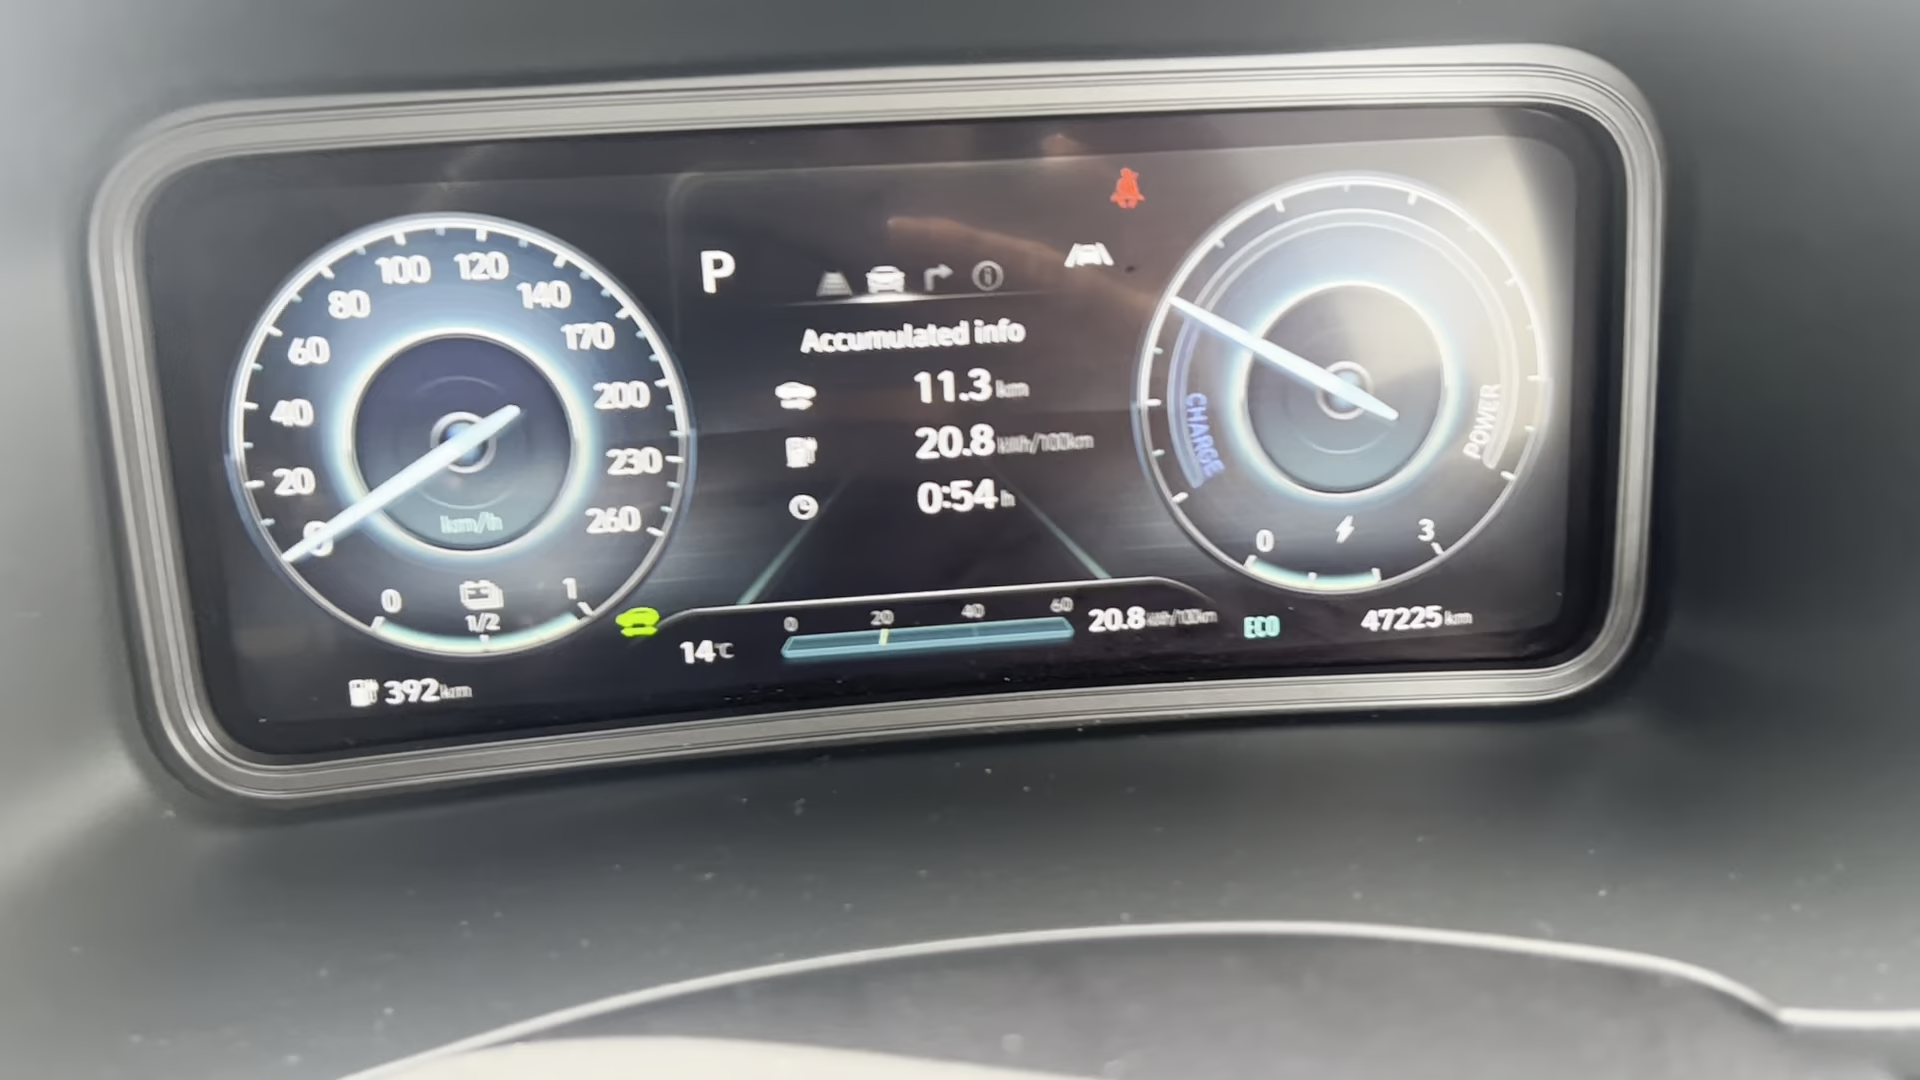 P
Accumulated info
11.3 km
20.8 kWh/100km
0:54 h
0
20
40
60
80
100
120
140
170
200
230
260
km/h
0
1/2
1
392 km
14°C
0
20
40
60
20.8 kWh/100km
CHARGE
POWER
0
3
ECO
47225 km